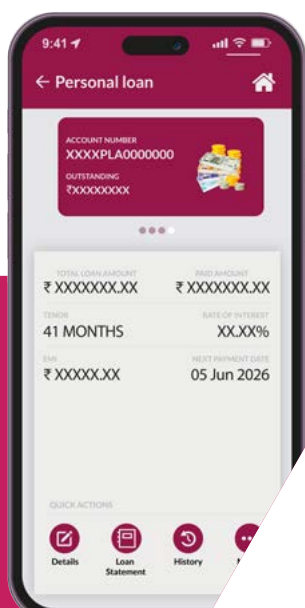 9:41
← Personal loan
ACCOUNT NUMBER
XXXXPLA0000000
OUTSTANDING
₹XXXXXXXX
TOTAL LOAN AMOUNT PAID AMOUNT
₹ XXXXXXX.XX ₹ XXXXXXX.XX
TENOR RATE OF INTEREST
41 MONTHS XX.XX%
EMI NEXT PAYMENT DATE
₹ XXXXX.XX 05 Jun 2026
QUICK ACTIONS
Details Loan History
Statement